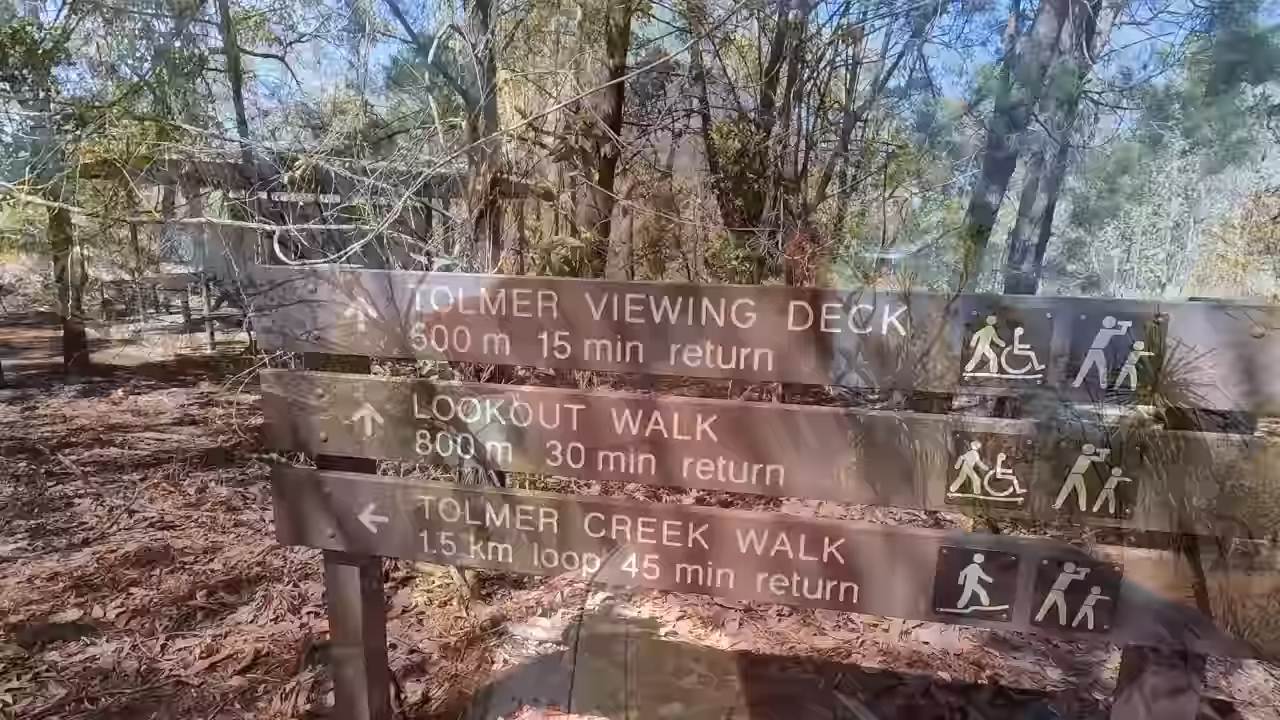 TOLMER VIEWING DECK
500 m 15 min return
LOOKOUT WALK
800 m 30 min return
TOLMER CREEK WALK
1.5 km loop 45 min return